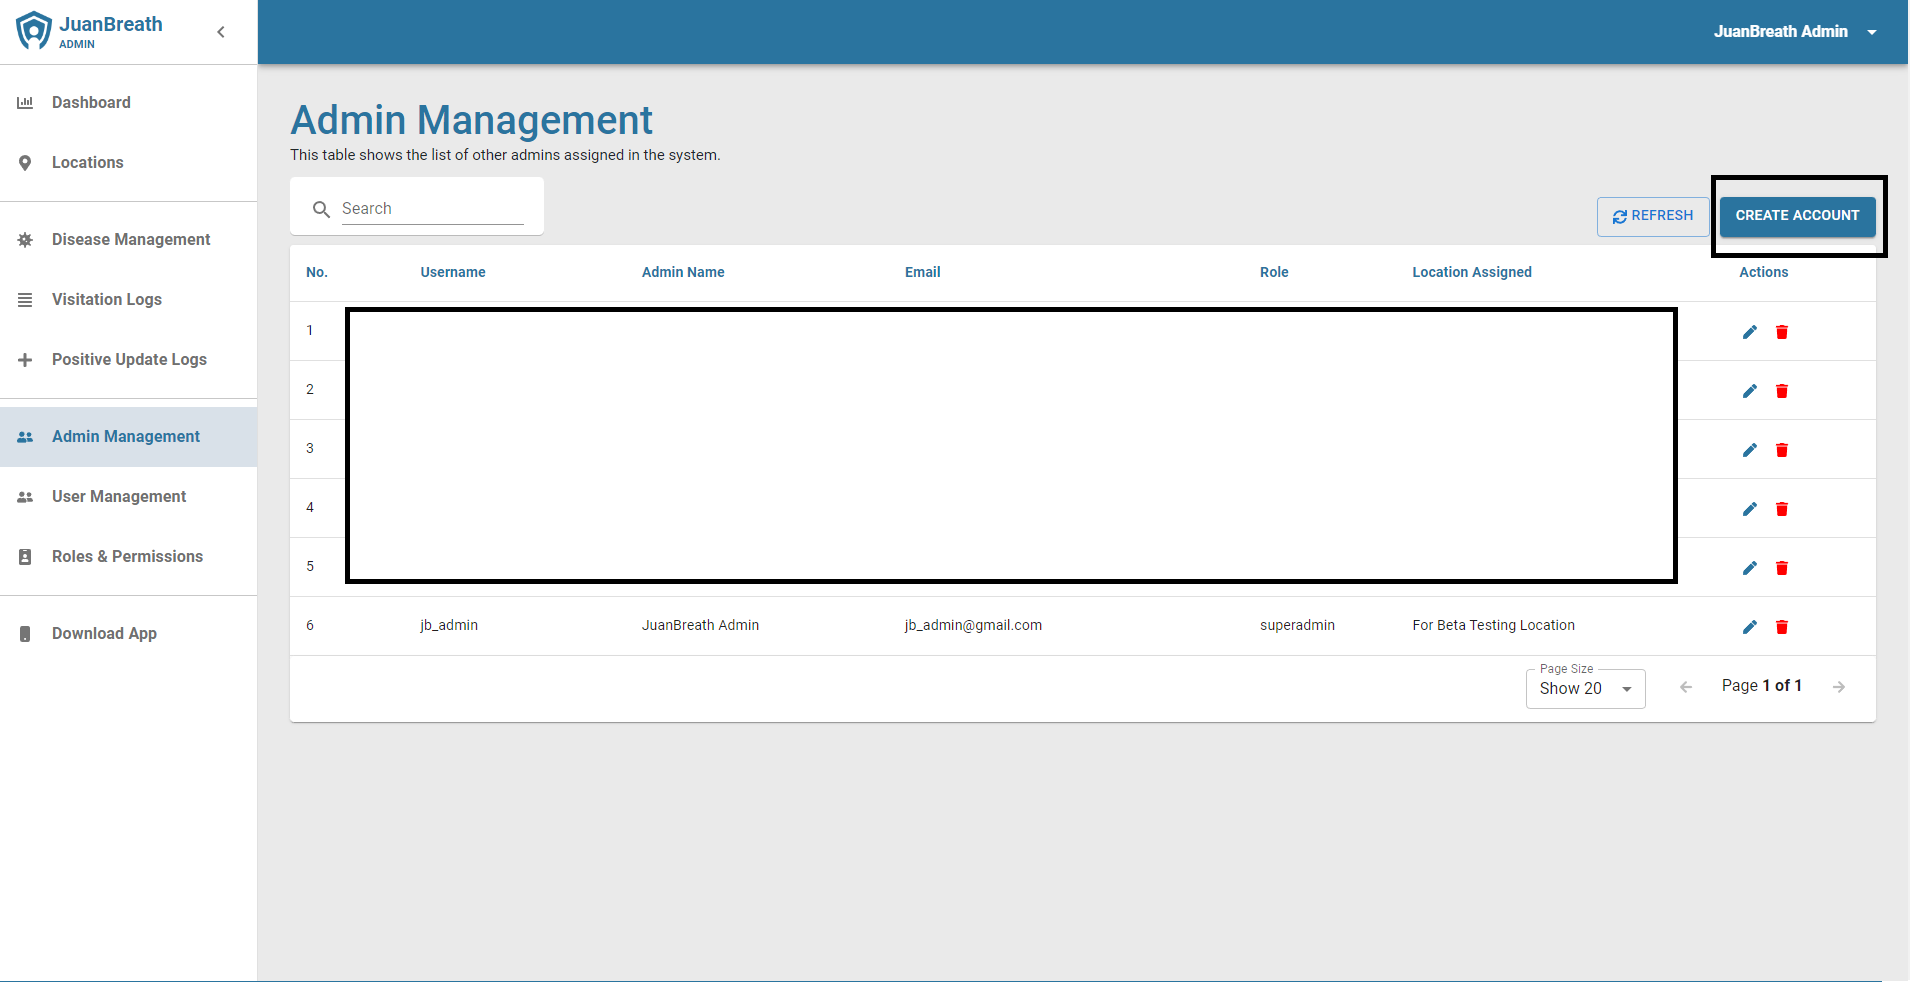 JuanBreath
ADMIN
JuanBreath Admin
Dashboard
Locations
Disease Management
Visitation Logs
Positive Update Logs
Admin Management
User Management
Roles & Permissions
Download App
Admin Management
This table shows the list of other admins assigned in the system.
Search
REFRESH
CREATE ACCOUNT
No. Username Admin Name Email Role Location Assigned Actions
1
2
3
4
5
6 jb_admin JuanBreath Admin jb_admin@gmail.com superadmin For Beta Testing Location
Page Size
Show 20
Page 1 of 1